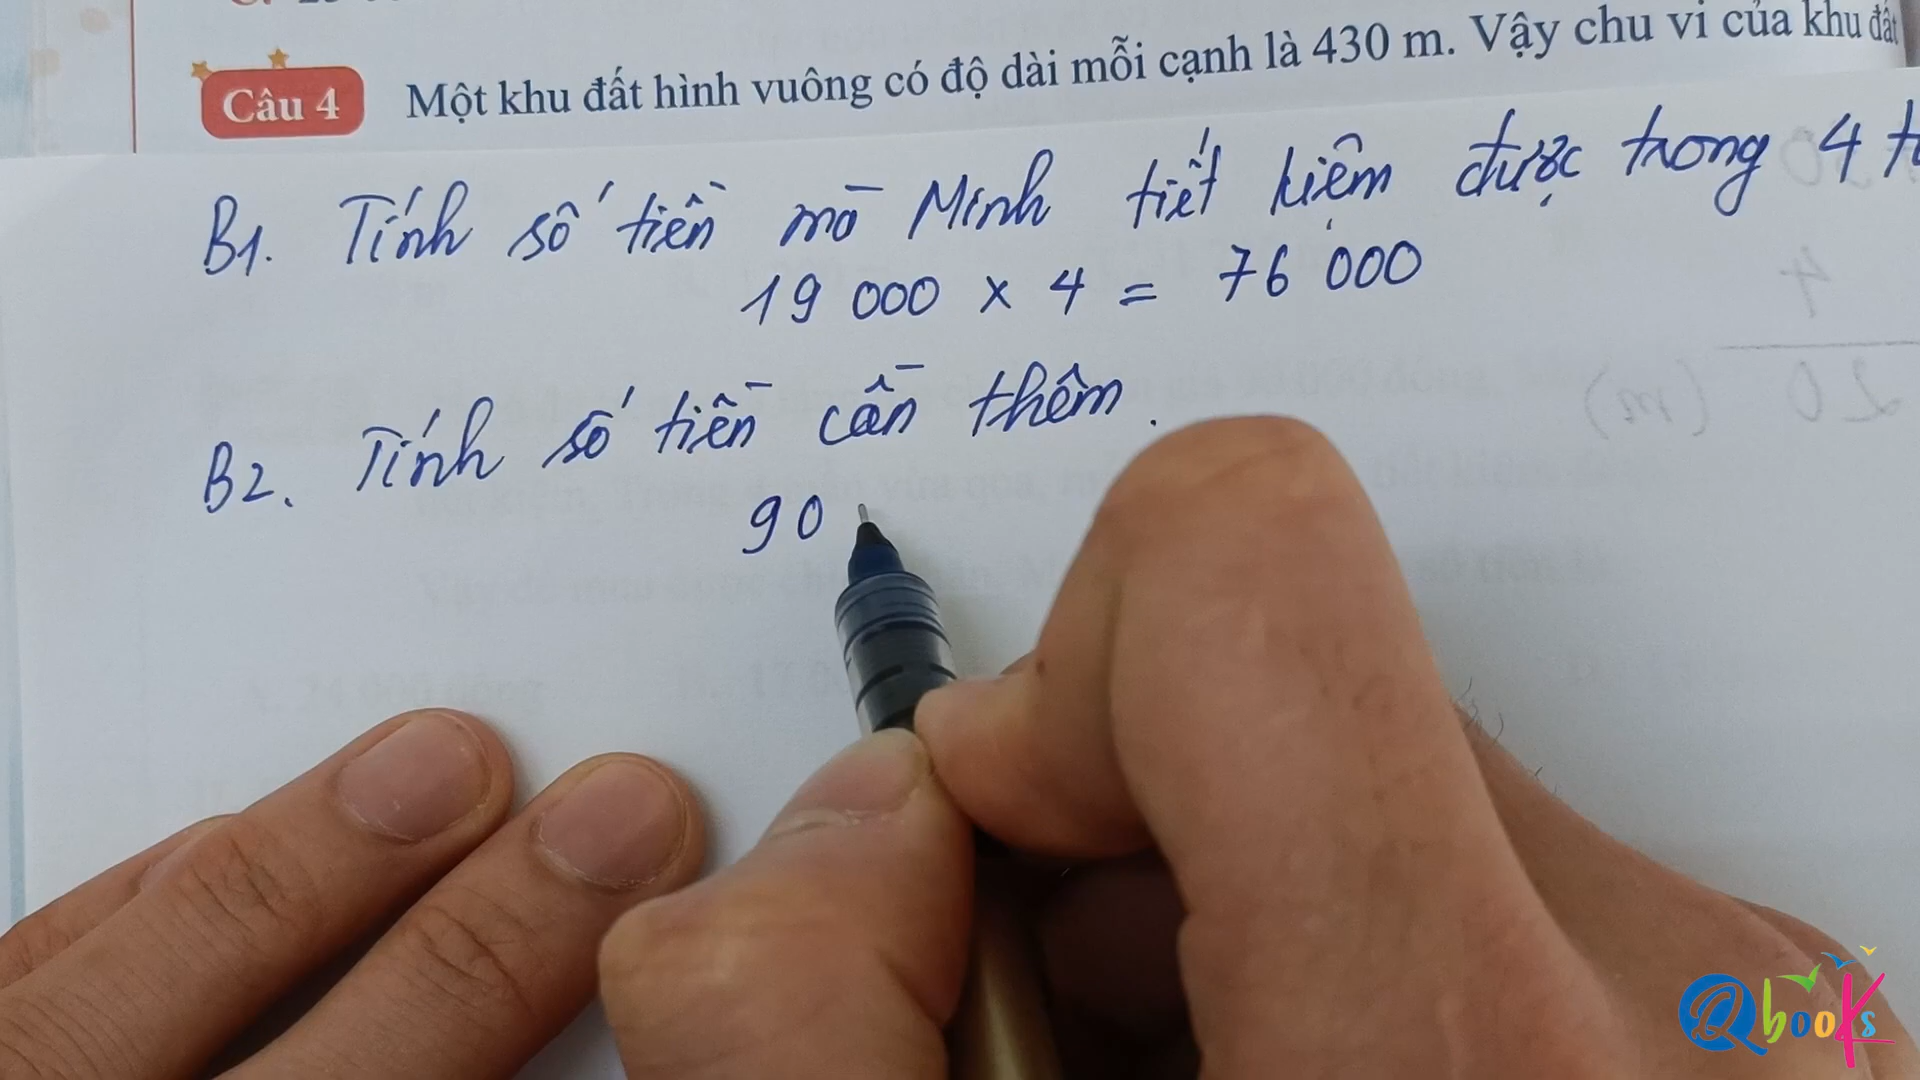 Câu 4 Một khu đất hình vuông có độ dài mỗi cạnh là 430 m. Vậy chu vi của khu đất
B1. Tính số tiền mà Minh tiết kiệm được trong 4 t
19 000 x 4 = 76 000
B2. Tính số tiền cần thêm.
90
Qbooks